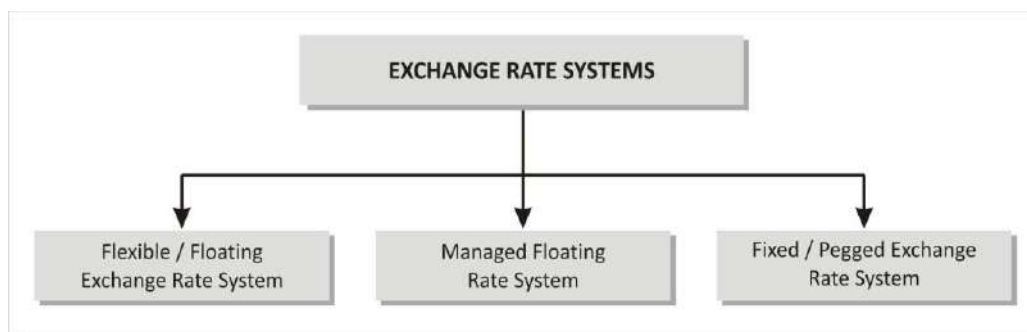 EXCHANGE RATE SYSTEMS
Flexible / Floating
Exchange Rate System
Managed Floating
Rate System
Fixed / Pegged Exchange
Rate System